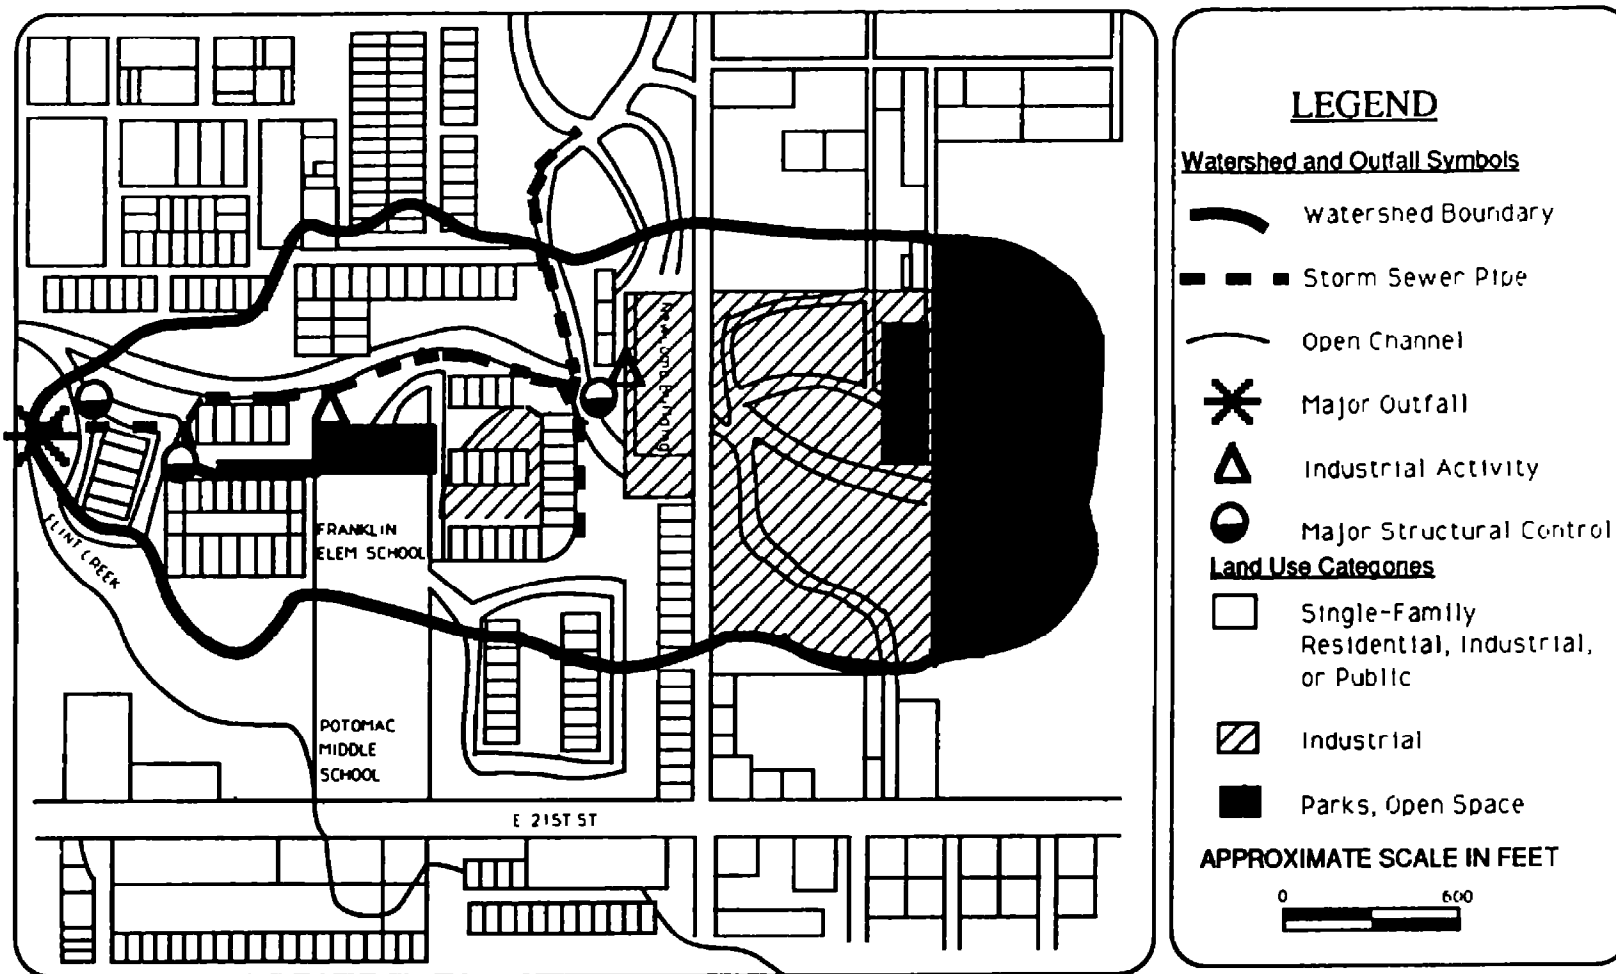 FLINT CREEK
FRANKLIN
ELEM SCHOOL
POTOMAC
MIDDLE
SCHOOL
E 21ST ST
LEGEND
Watershed and Outfall Symbols
Watershed Boundary
Storm Sewer Pipe
Open Channel
Major Outfall
Industrial Activity
Major Structural Control
Land Use Categories
Single-Family
Residential, Industrial,
or Public
Industrial
Parks, Open Space
APPROXIMATE SCALE IN FEET
0 600